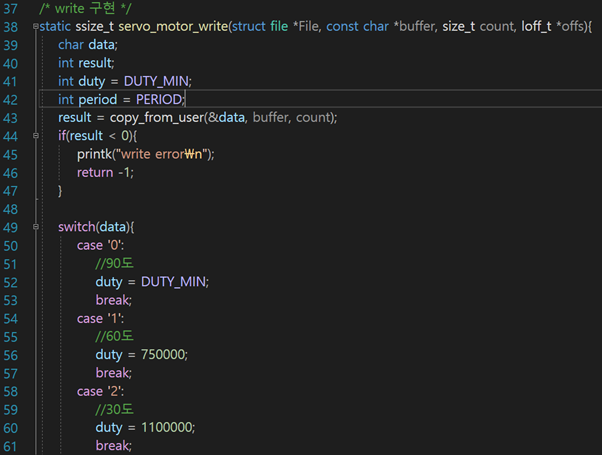 37 /* write 구현 */
38 static ssize_t servo_motor_write(struct file *File, const char *buffer, size_t count, loff_t *offs){
39 char data;
40 int result;
41 int duty = DUTY_MIN;
42 int period = PERIOD;
43 result = copy_from_user(&data, buffer, count);
44 if(result < 0){
45 printk("write error₩n");
46 return -1;
47 }
48
49 switch(data){
50 case '0':
51 //90도
52 duty = DUTY_MIN;
53 break;
54 case '1':
55 //60도
56 duty = 750000;
57 break;
58 case '2':
59 //30도
60 duty = 1100000;
61 break;